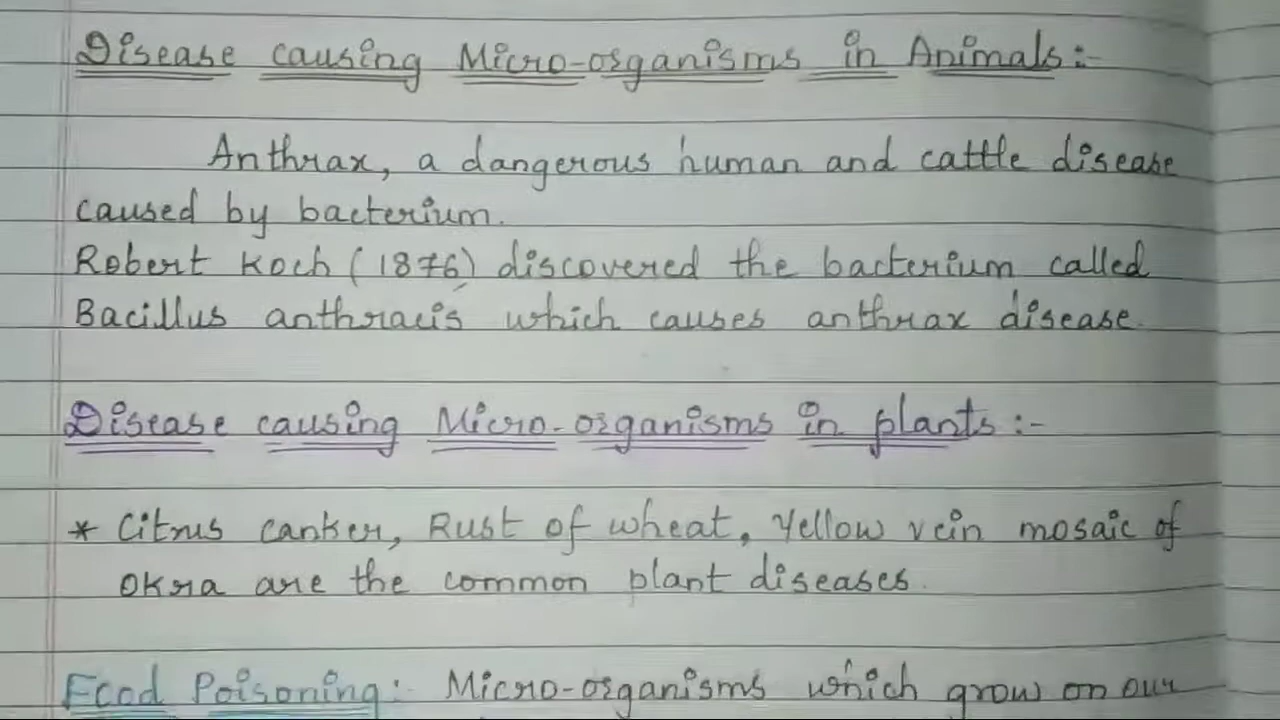 Disease causing Micro-organisms in Animals:-
Anthrax, a dangerous human and cattle disease
caused by bacterium.
Robert Koch (1876) discovered the bacterium called
Bacillus anthracis which causes anthrax disease.
Disease causing Micro-organisms in plants:-
* Citrus canker, Rust of wheat, Yellow vein mosaic of
Okra are the common plant diseases.
Food Poisoning:- Micro-organisms which grow on our